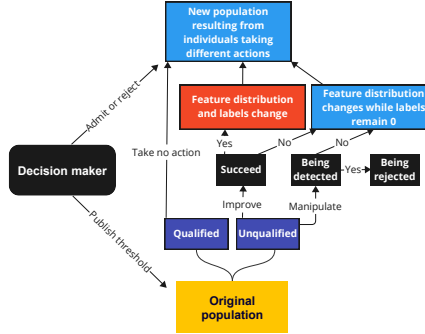 New population
resulting from
individuals taking
different actions
Admit or reject
Feature distribution
and labels change
Feature distribution
changes while labels
remain 0
Take no action
Yes
No
No
Decision maker
Succeed
Being
detected
Yes
Being
rejected
Improve
Manipulate
Publish threshold
Qualified
Unqualified
Original
population